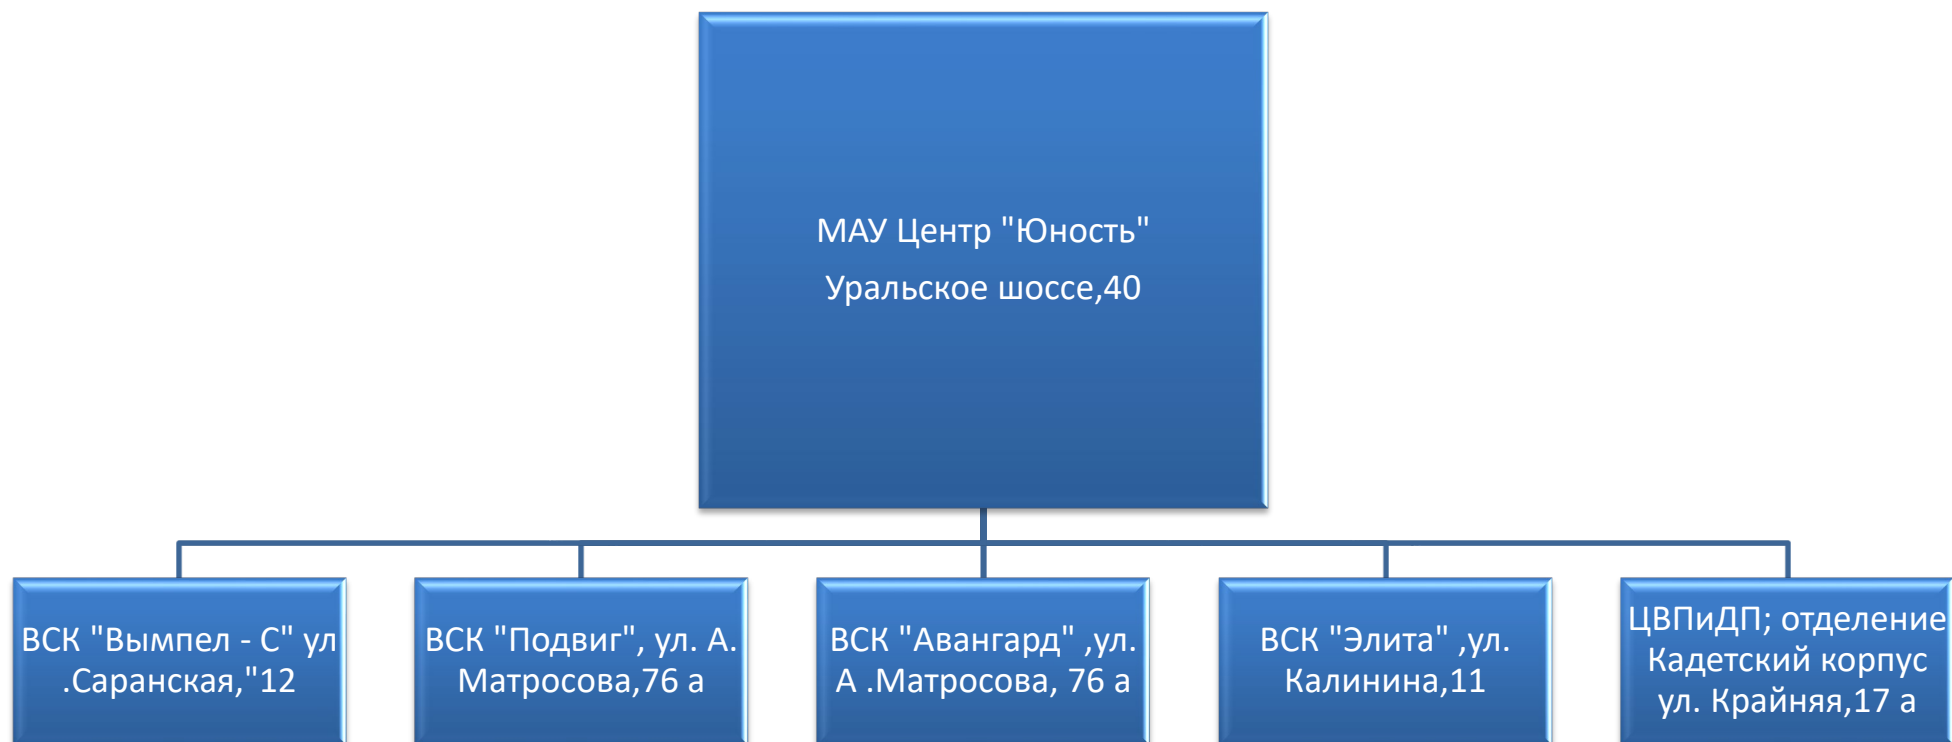 МАУ Центр "Юность"
Уральское шоссе,40
ВСК "Вымпел - С" ул
.Саранская,"12
ВСК "Подвиг", ул. А.
Матросова,76 а
ВСК "Авангард" ,ул.
А .Матросова, 76 а
ВСК "Элита" ,ул.
Калинина,11
ЦВПиДП; отделение
Кадетский корпус
ул. Крайняя,17 а